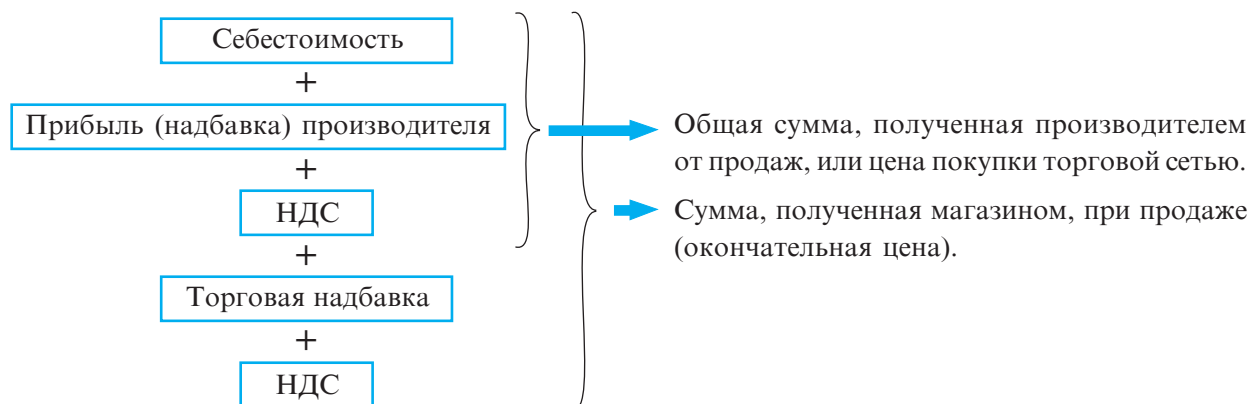 Себестоимость
+
Прибыль (надбавка) производителя
+
НДС
+
Торговая надбавка
+
НДС
Общая сумма, полученная производителем
от продаж, или цена покупки торговой сетью.
Сумма, полученная магазином, при продаже
(окончательная цена).